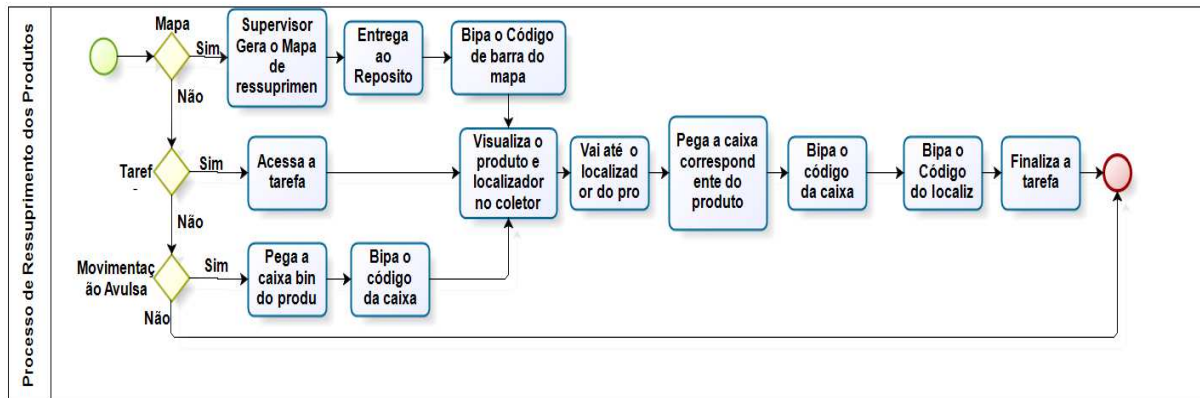 Processo de Ressuprimento dos Produtos
Mapa
Sim
Supervisor
Gera o Mapa
de
ressuprimen
Entrega
ao
Reposito
Bipa o Código
de barra do
mapa
Não
Taref
Sim
Acessa a
tarefa
Visualiza o
produto e
localizador
no coletor
Vai até o
localizad
or do pro
Pega a caixa
correspond
ente do
produto
Bipa o
código
da caixa
Bipa o
Código
do localiz
Finaliza a
tarefa
Não
Movimentaç
ão Avulsa
Sim
Pega a
caixa bin
do produ
Bipa o
código
da caixa
Não